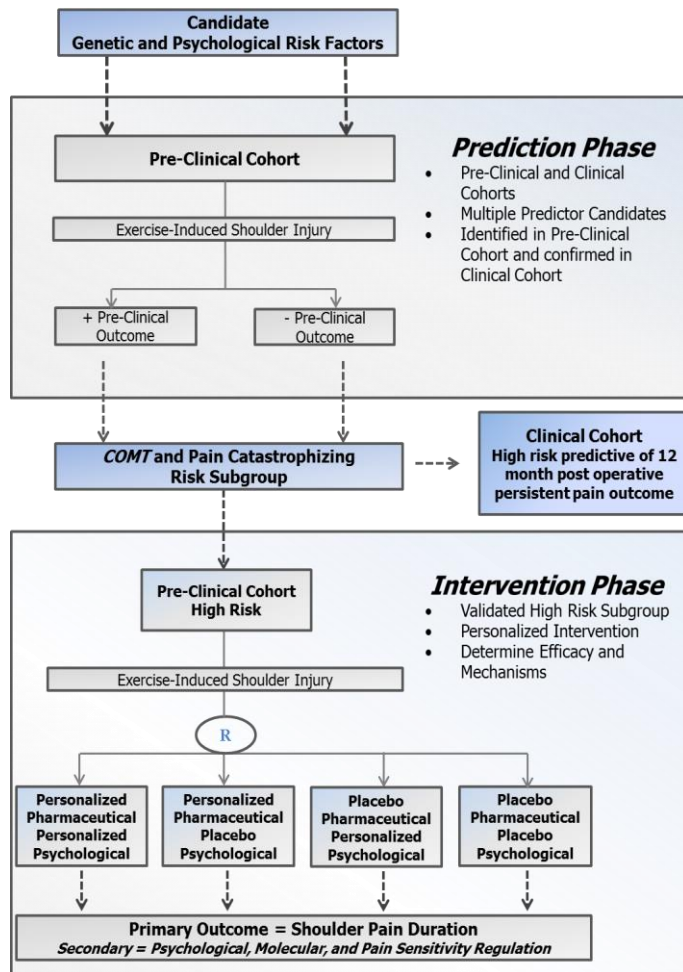 Candidate
Genetic and Psychological Risk Factors
Pre-Clinical Cohort
Exercise-Induced Shoulder Injury
+ Pre-Clinical
Outcome
- Pre-Clinical
Outcome
Prediction Phase
• Pre-Clinical and Clinical
Cohorts
• Multiple Predictor Candidates
• Identified in Pre-Clinical
Cohort and confirmed in
Clinical Cohort
COMT and Pain Catastrophizing
Risk Subgroup
Clinical Cohort
High risk predictive of 12
month post operative
persistent pain outcome
Pre-Clinical Cohort
High Risk
Exercise-Induced Shoulder Injury
R
Intervention Phase
• Validated High Risk Subgroup
• Personalized Intervention
• Determine Efficacy and
Mechanisms
Personalized
Pharmaceutical
Personalized
Psychological
Personalized
Pharmaceutical
Placebo
Psychological
Placebo
Pharmaceutical
Personalized
Psychological
Placebo
Pharmaceutical
Placebo
Psychological
Primary Outcome = Shoulder Pain Duration
Secondary = Psychological, Molecular, and Pain Sensitivity Regulation